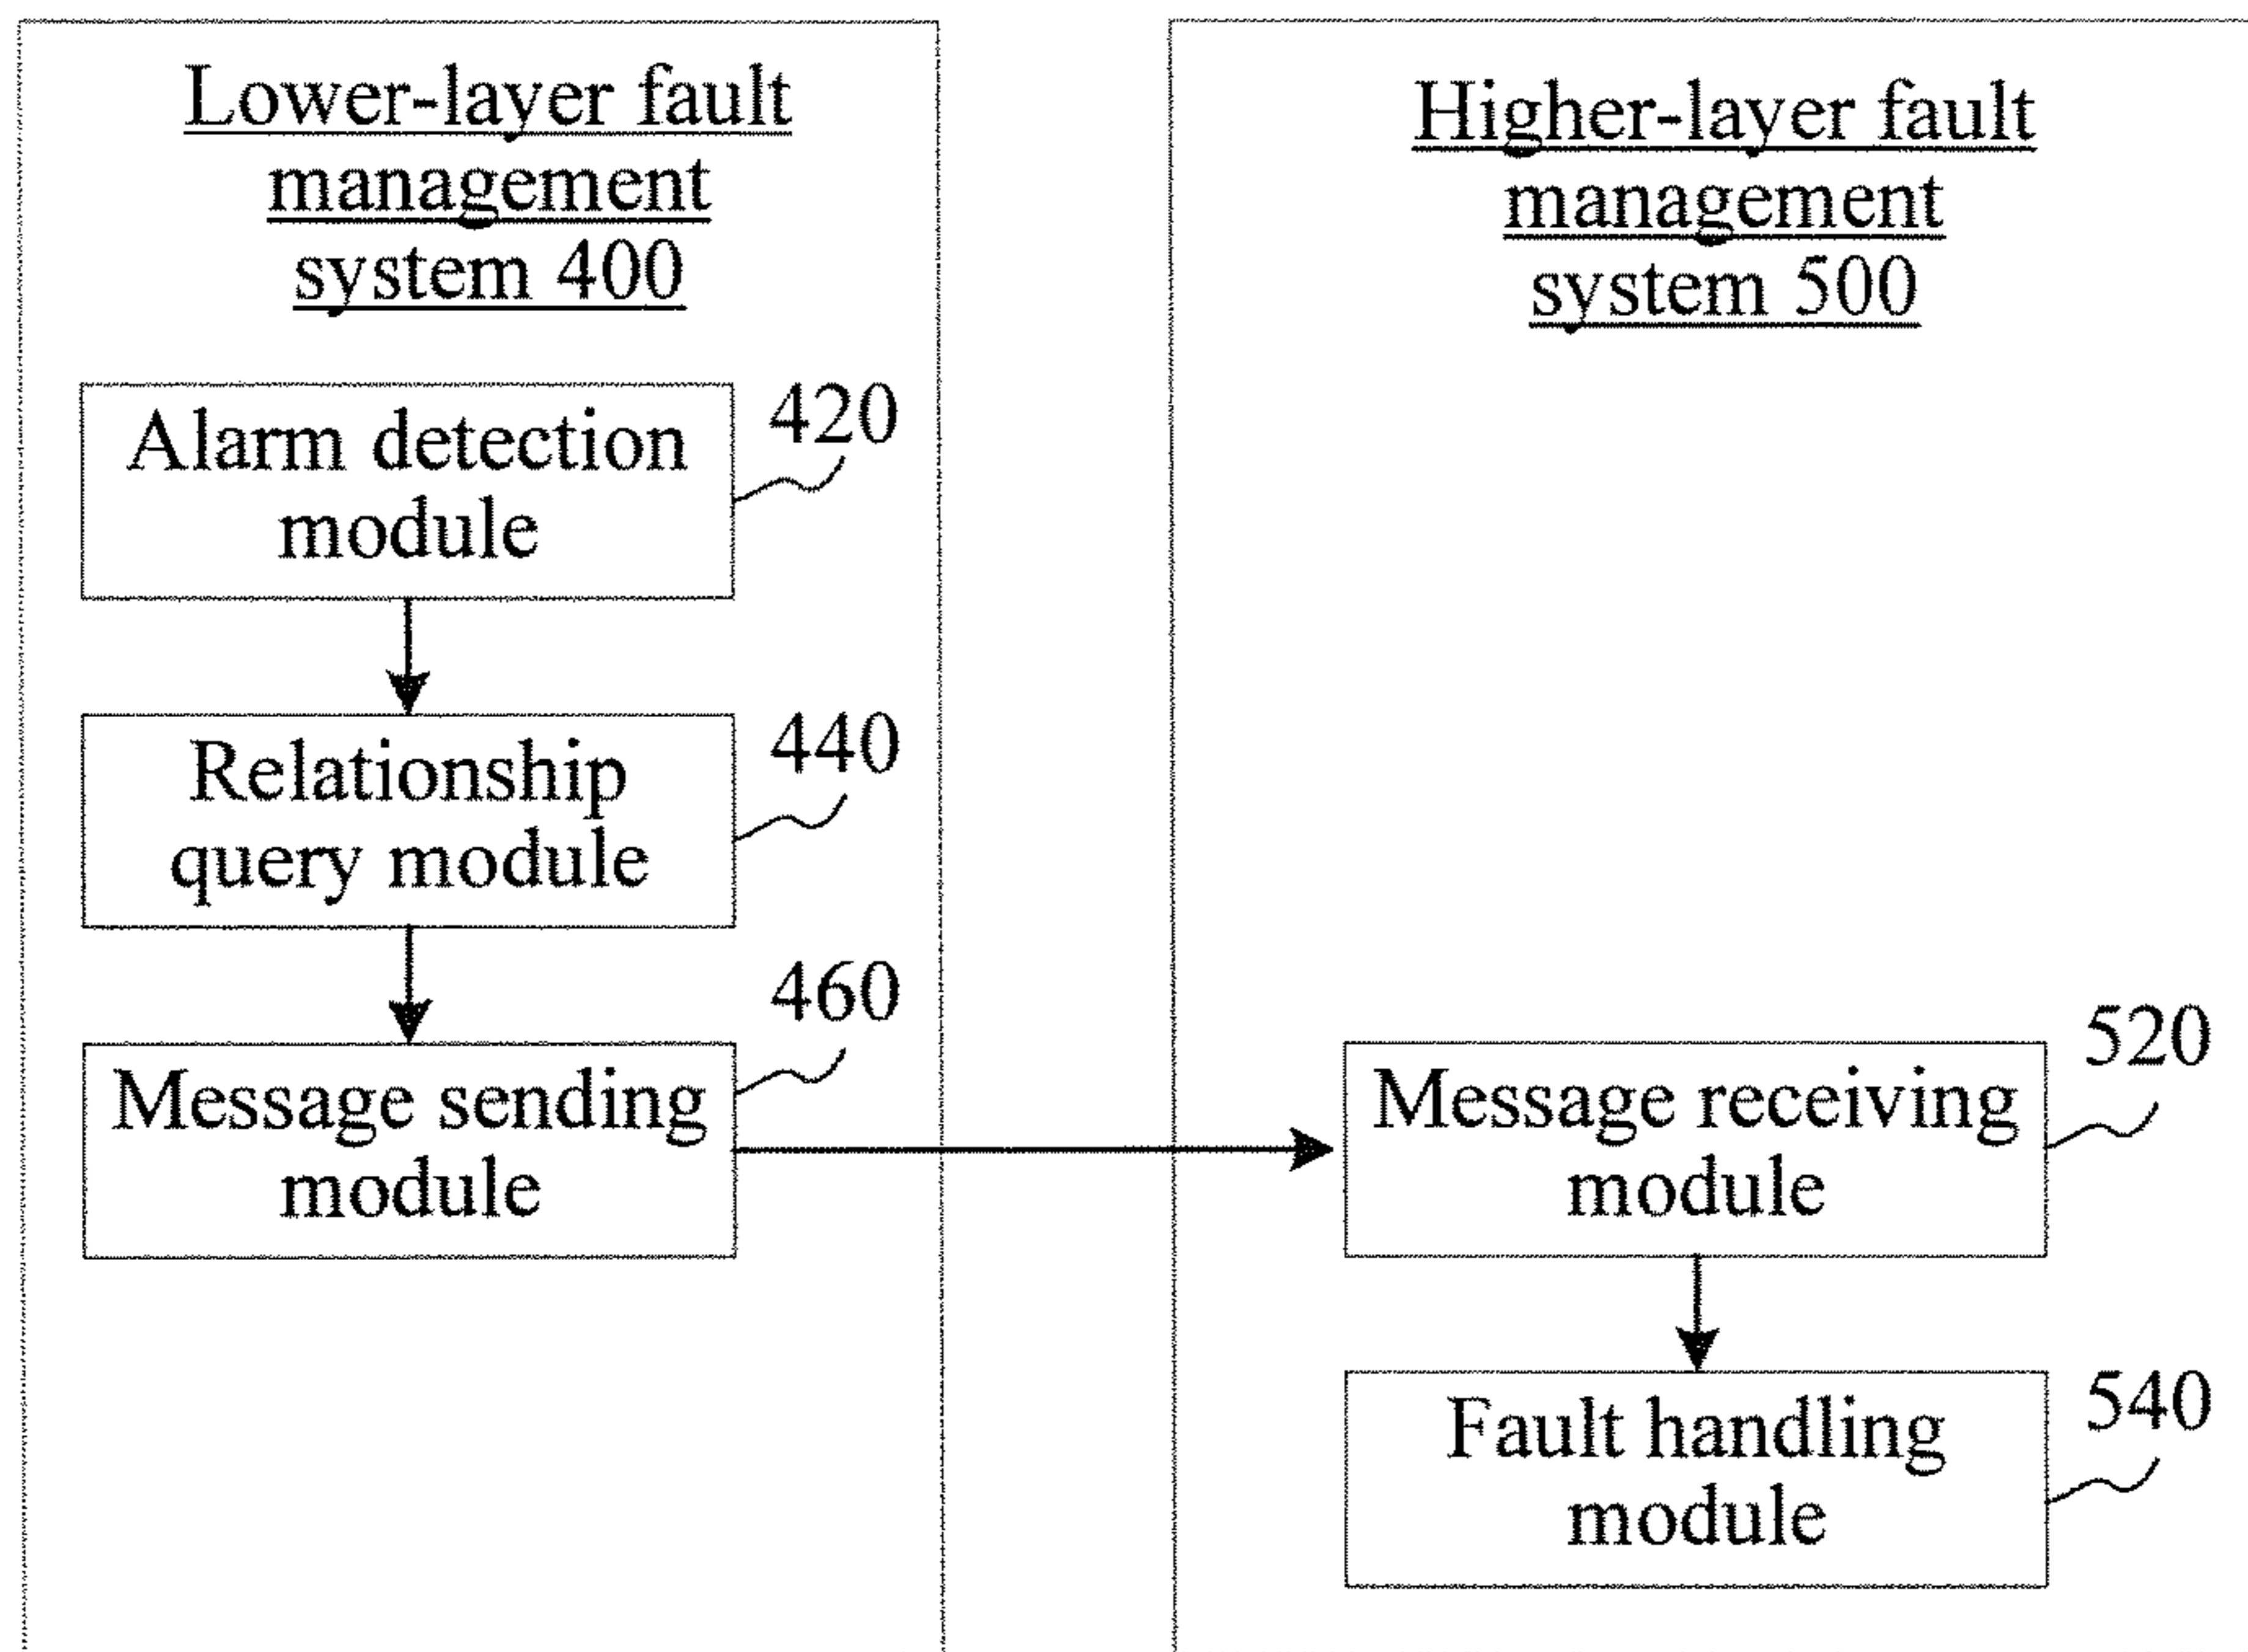 Lower-layer fault
management
system 400
Alarm detection
module
420
Relationship
query module
440
Message sending
module
460
Higher-layer fault
management
system 500
Message receiving
module
520
Fault handling
module
540